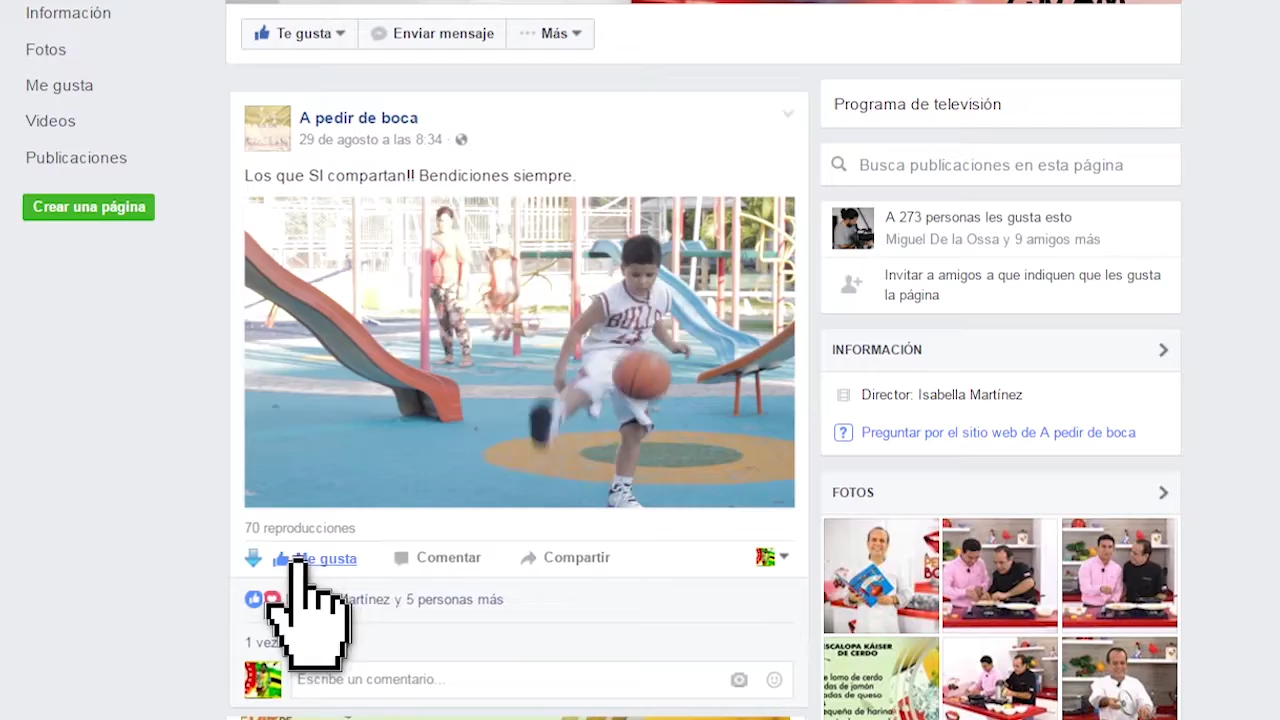 Información
Fotos
Me gusta
Videos
Publicaciones
Crear una página
Te gusta
Enviar mensaje
Más
A pedir de boca
29 de agosto a las 8:34
Los que SI compartan!! Bendiciones siempre.
BULLS
70 reproducciones
Me gusta
Comentar
Compartir
Martínez y 5 personas más
1 vez
Escribe un comentario...
Programa de televisión
Busca publicaciones en esta página
A 273 personas les gusta esto
Miguel De la Ossa y 9 amigos más
Invitar a amigos a que indiquen que les gusta
la página
INFORMACIÓN
Director: Isabella Martínez
Preguntar por el sitio web de A pedir de boca
FOTOS
ESCALOPA KÁISER
DE CERDO
de lomo de cerdo
de jamón
de queso
de harina